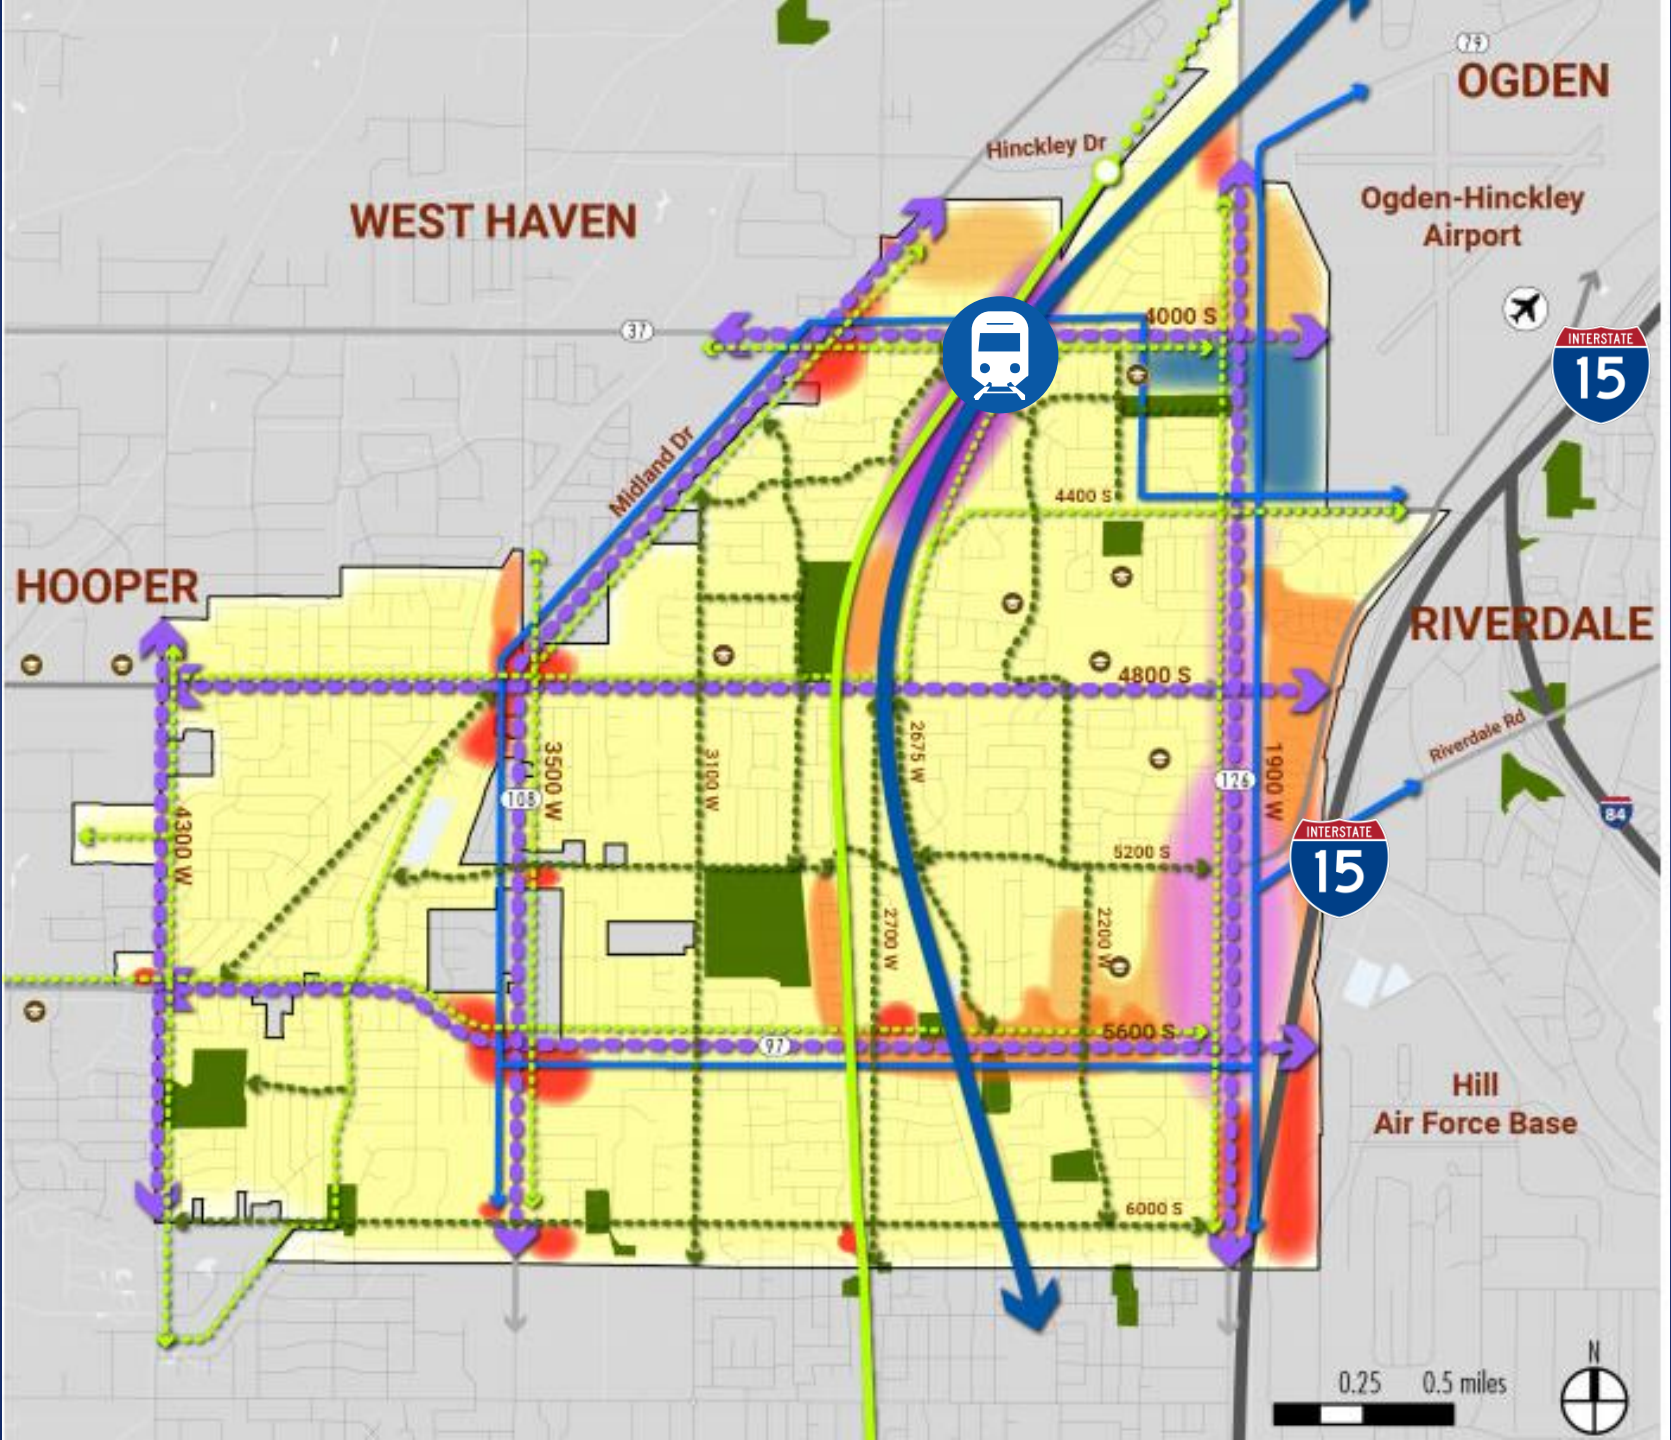 79
OGDEN
Hinckley Dr
Ogden-Hinckley
Airport
WEST HAVEN
4000 S
37
INTERSTATE
15
Midland Dr
4400 S
HOOPER
RIVERDALE
4800 S
Riverdale Rd
3500 W
3100 W
2675 W
1900 W
126
108
4300 W
84
INTERSTATE
15
5200 S
2700 W
2200 W
5600 S
97
Hill
Air Force Base
6000 S
N
0.25
0.5 miles